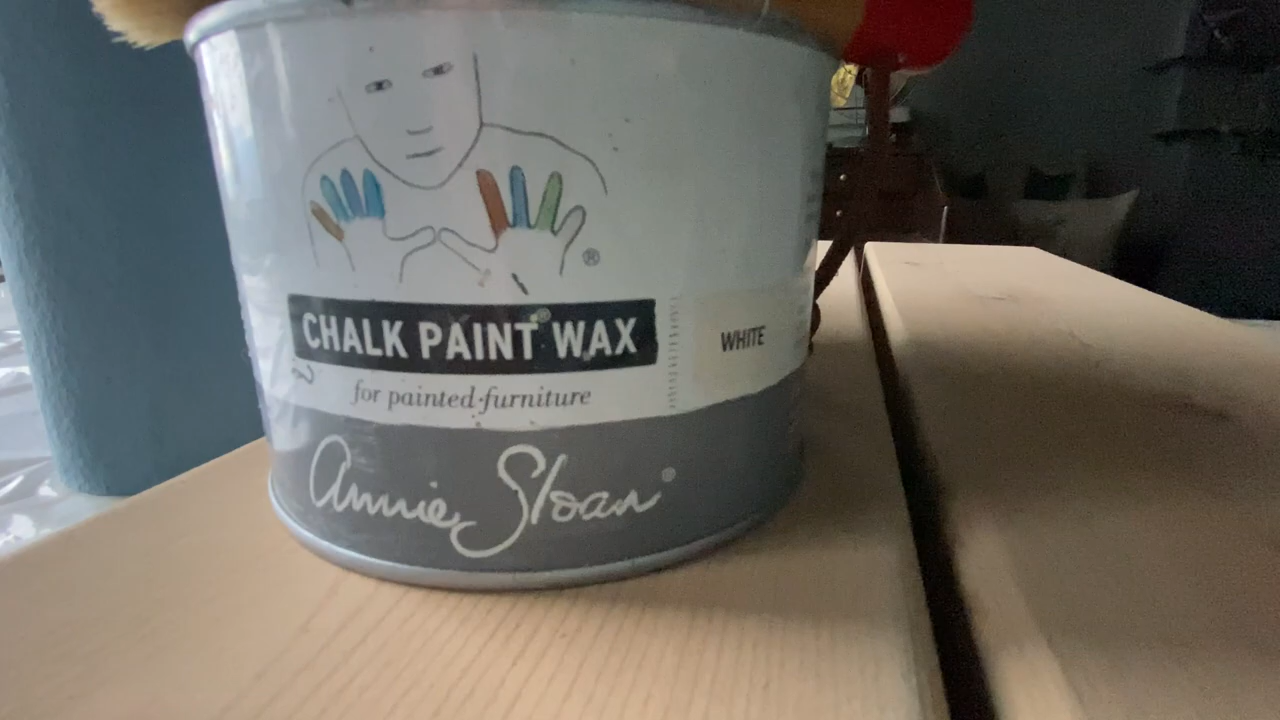 ®
CHALK PAINT® WAX
WHITE
for painted furniture
Annie Sloan®